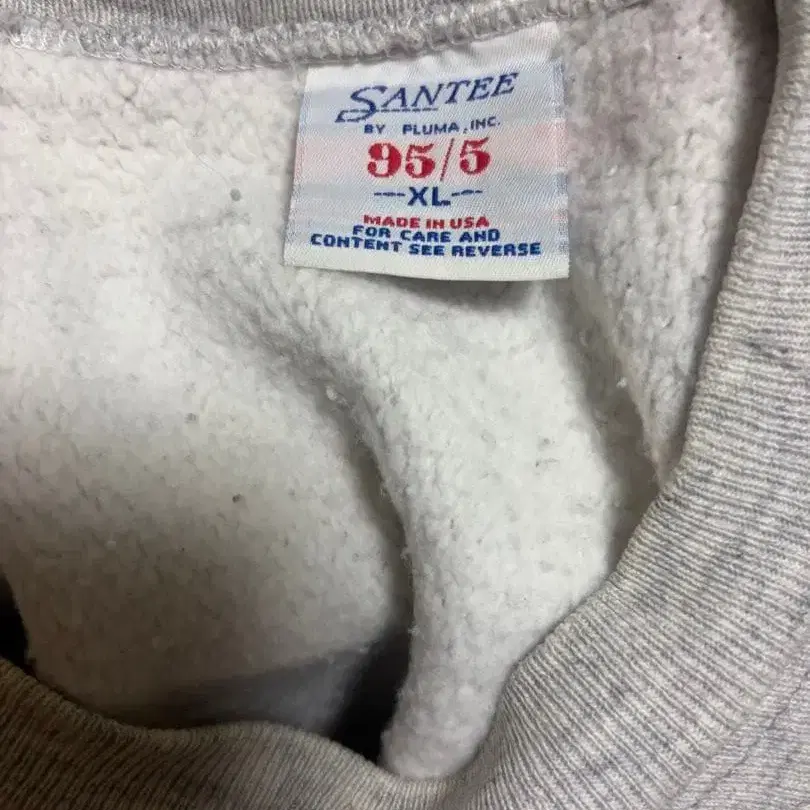 SANTEE
BY PLUMA, INC.
95/5
---XL---
MADE IN USA
FOR CARE AND
CONTENT SEE REVERSE